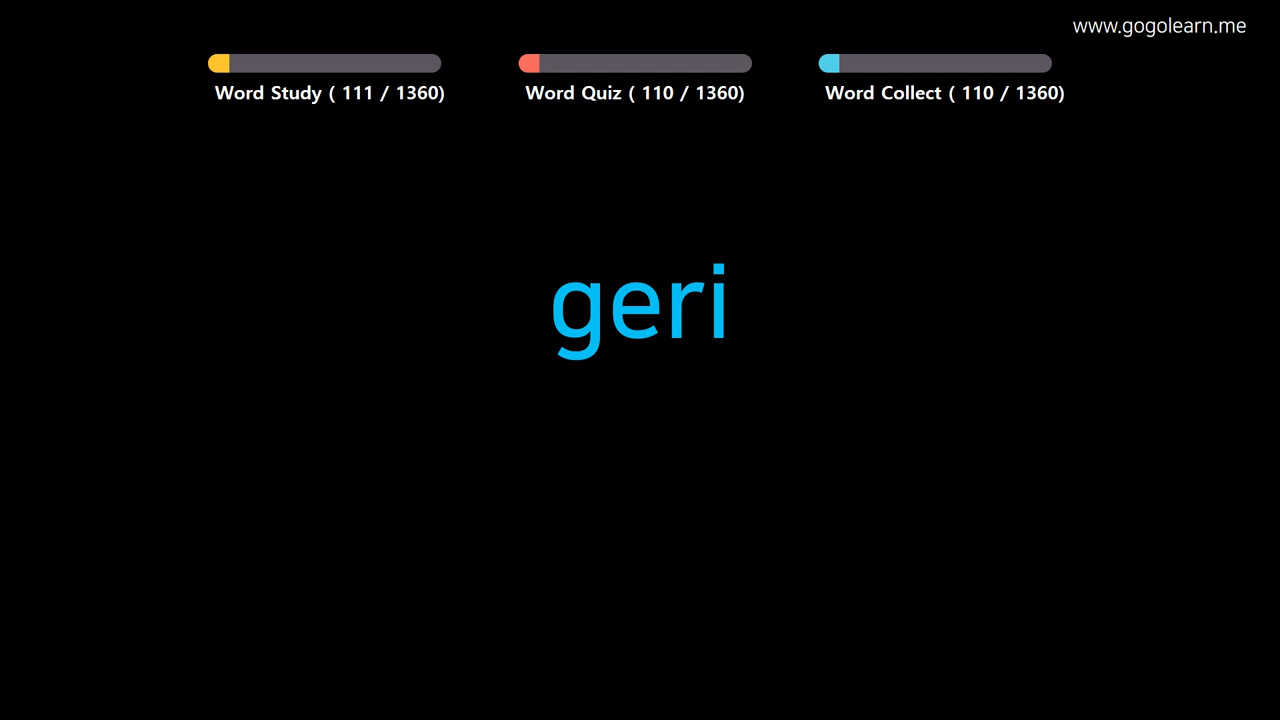 www.gogolearn.me
Word Study ( 111 / 1360)
Word Quiz ( 110 / 1360)
Word Collect ( 110 / 1360)
geri